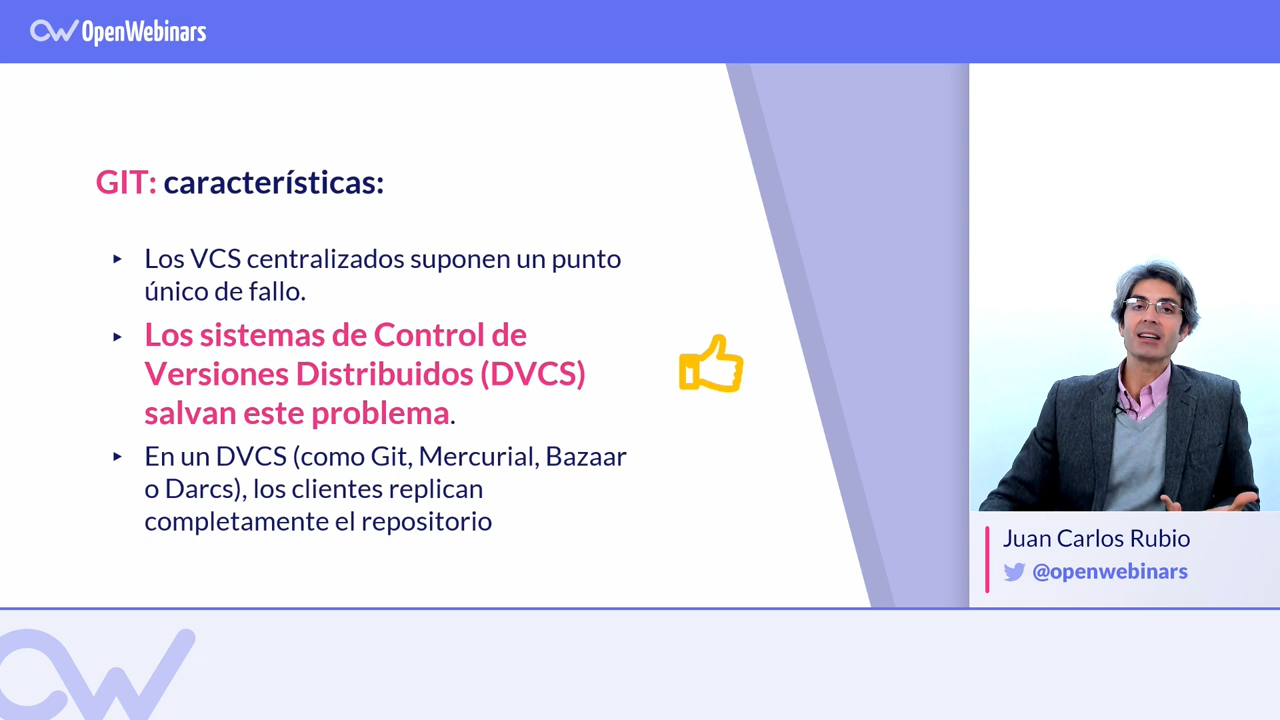 OpenWebinars
GIT: características:
Los VCS centralizados suponen un punto
único de fallo.
Los sistemas de Control de
Versiones Distribuidos (DVCS)
salvan este problema.
En un DVCS (como Git, Mercurial, Bazaar
o Darcs), los clientes replican
completamente el repositorio
Juan Carlos Rubio
@openwebinars